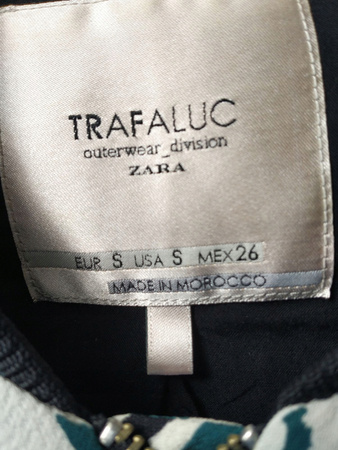 TRAFALUC
outerwear_division
ZARA
EUR S USA S MEX 26
MADE IN MOROCCO